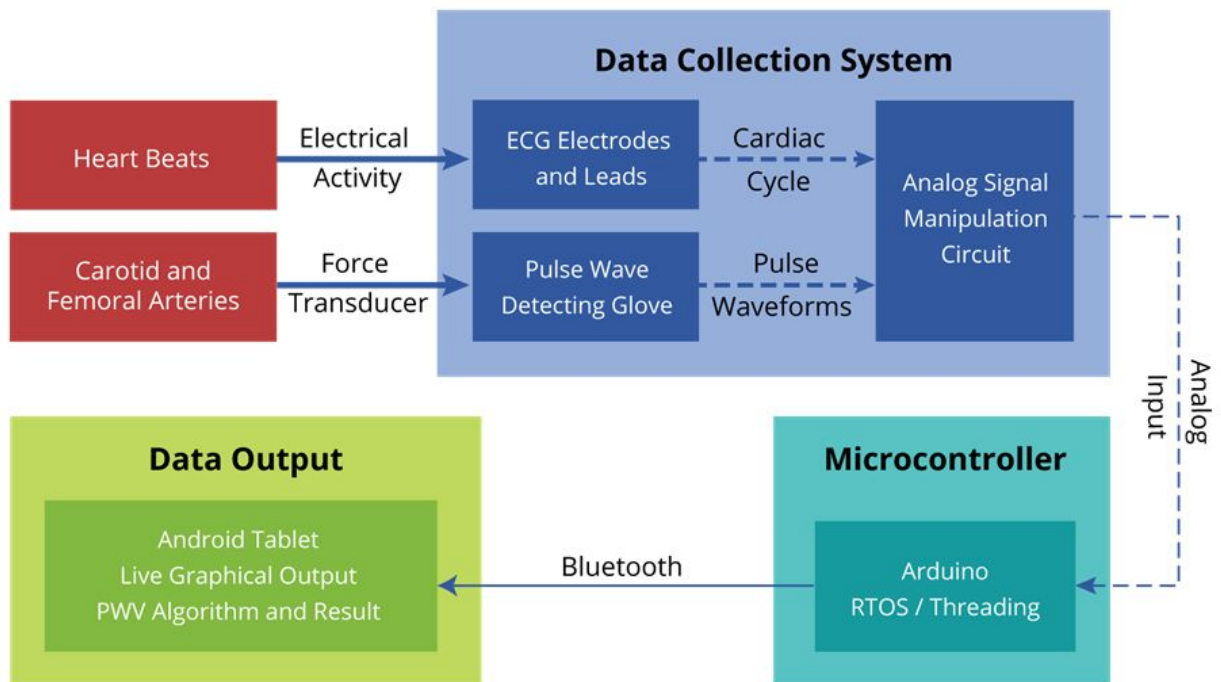 Data Collection System
Heart Beats
Electrical
Activity
ECG Electrodes
and Leads
Cardiac
Cycle
Analog Signal
Manipulation
Circuit
Carotid and
Femoral Arteries
Force
Transducer
Pulse Wave
Detecting Glove
Pulse
Waveforms
Analog
Input
Data Output
Android Tablet
Live Graphical Output
PWV Algorithm and Result
Bluetooth
Microcontroller
Arduino
RTOS / Threading